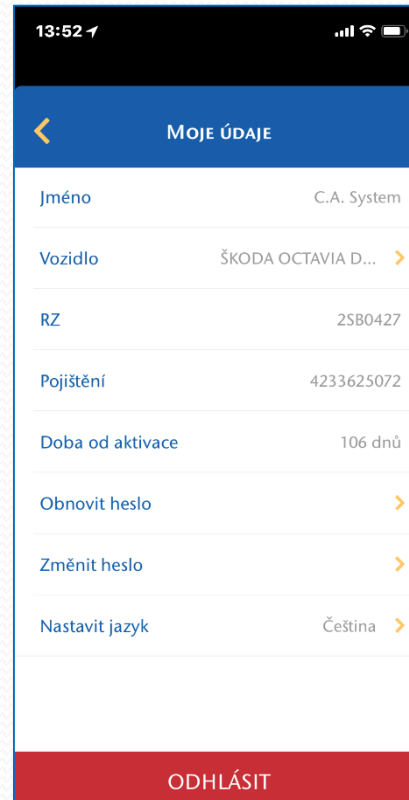 13:52
Moje údaje
Jméno C.A. System
Vozidlo ŠKODA OCTAVIA D...
RZ 2SB0427
Pojištění 4233625072
Doba od aktivace 106 dnů
Obnovit heslo
Změnit heslo
Nastavit jazyk Čeština
ODHLÁSIT